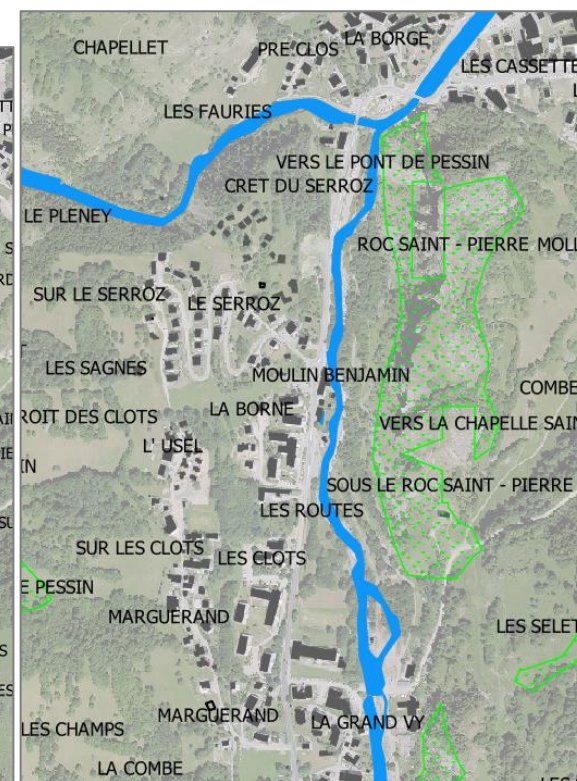 LA BORGE
CHAPELLET
PRE CLOS
LES CASSETTE
LES FAURIES
VERS LE PONT DE PESSIN
CRET DU SERROZ
LE PLENEY
ROC SAINT - PIERRE MOLL
SUR LE SERROZ
LE SERROZ
LES SAGNES
MOULIN BENJAMIN
COMBE
LA BORNE
ROIT DES CLOTS
VERS LA CHAPELLE SAIN
L' USEL
SOUS LE ROC SAINT - PIERRE
LES ROUTES
SUR LES CLOTS
LES CLOTS
E PESSIN
MARGUERAND
LES SELET
MARGUERAND
LA GRAND VY
LES CHAMPS
LA COMBE